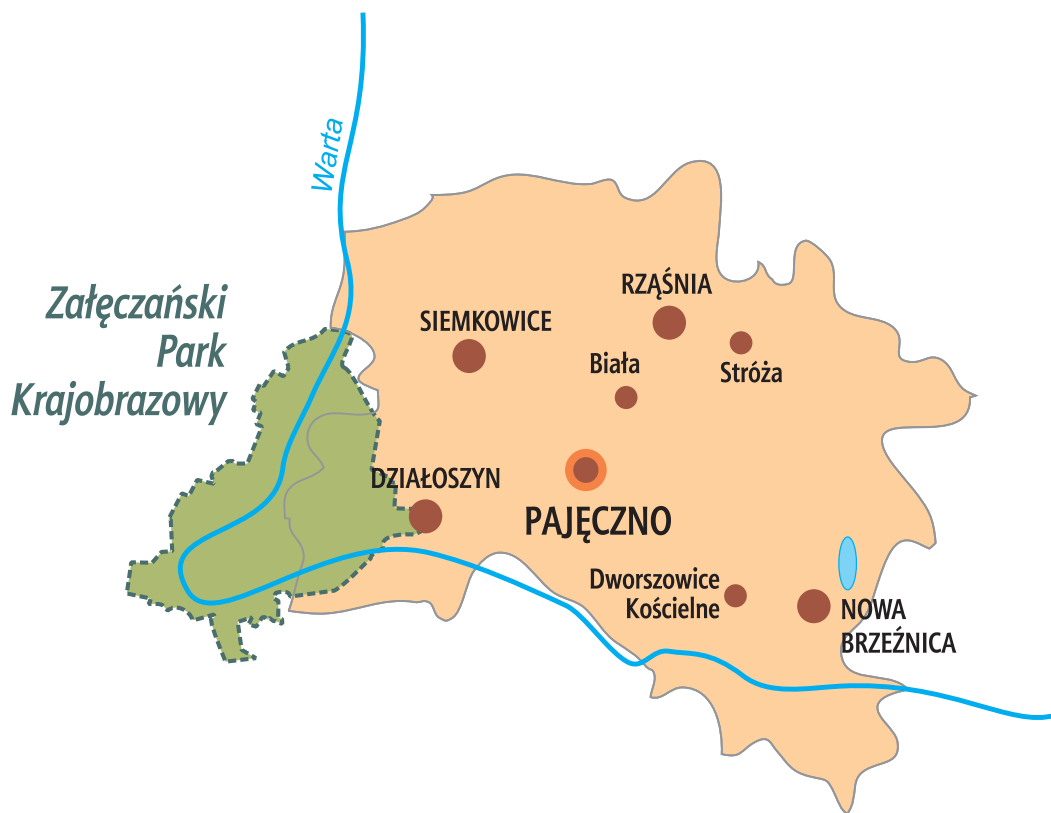 Warta
Załęczański
Park
Krajobrazowy
RZĄŚNIA
SIEMKOWICE
Biała
Stróża
DZIAŁOSZYN
PAJĘCZNO
Dworszowice
Kościelne
NOWA
BRZEŹNICA